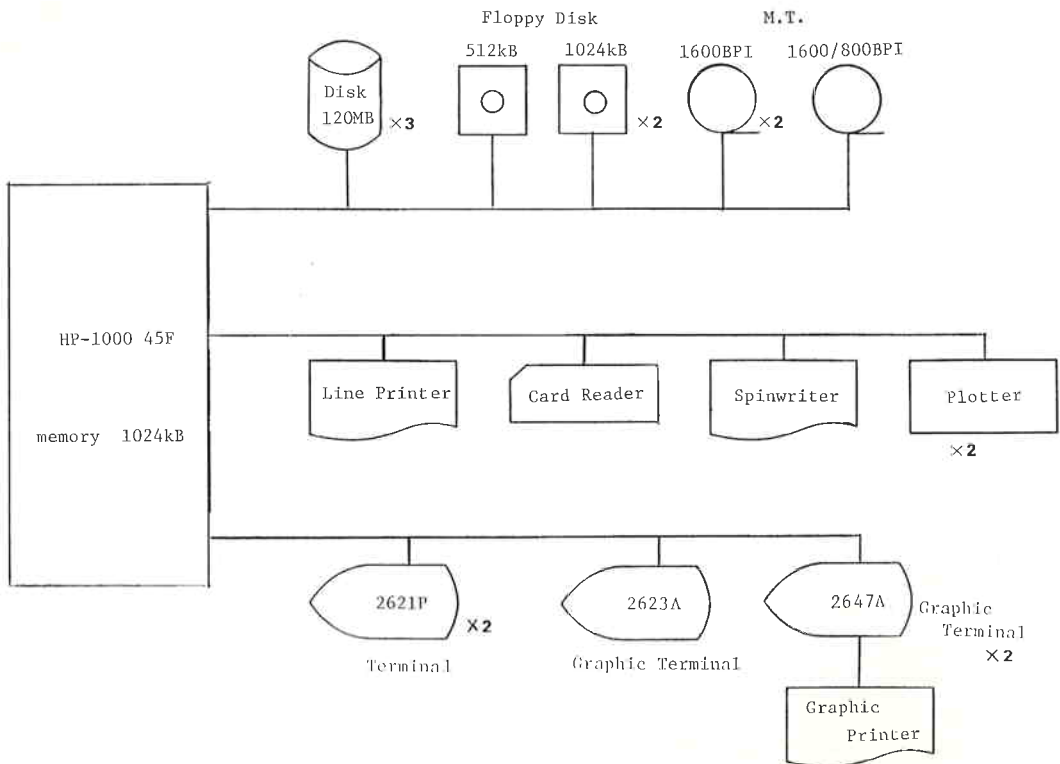 Floppy Disk
M.T.
512kB
1024kB
1600BPI
1600/800BPI
Disk
120MB
×3
×2
×2
HP-1000 45F
memory 1024kB
Line Printer
Card Reader
Spinwriter
Plotter
×2
2621P
×2
Terminal
2623A
Graphic Terminal
2647A
Graphic
Terminal
×2
Graphic
Printer